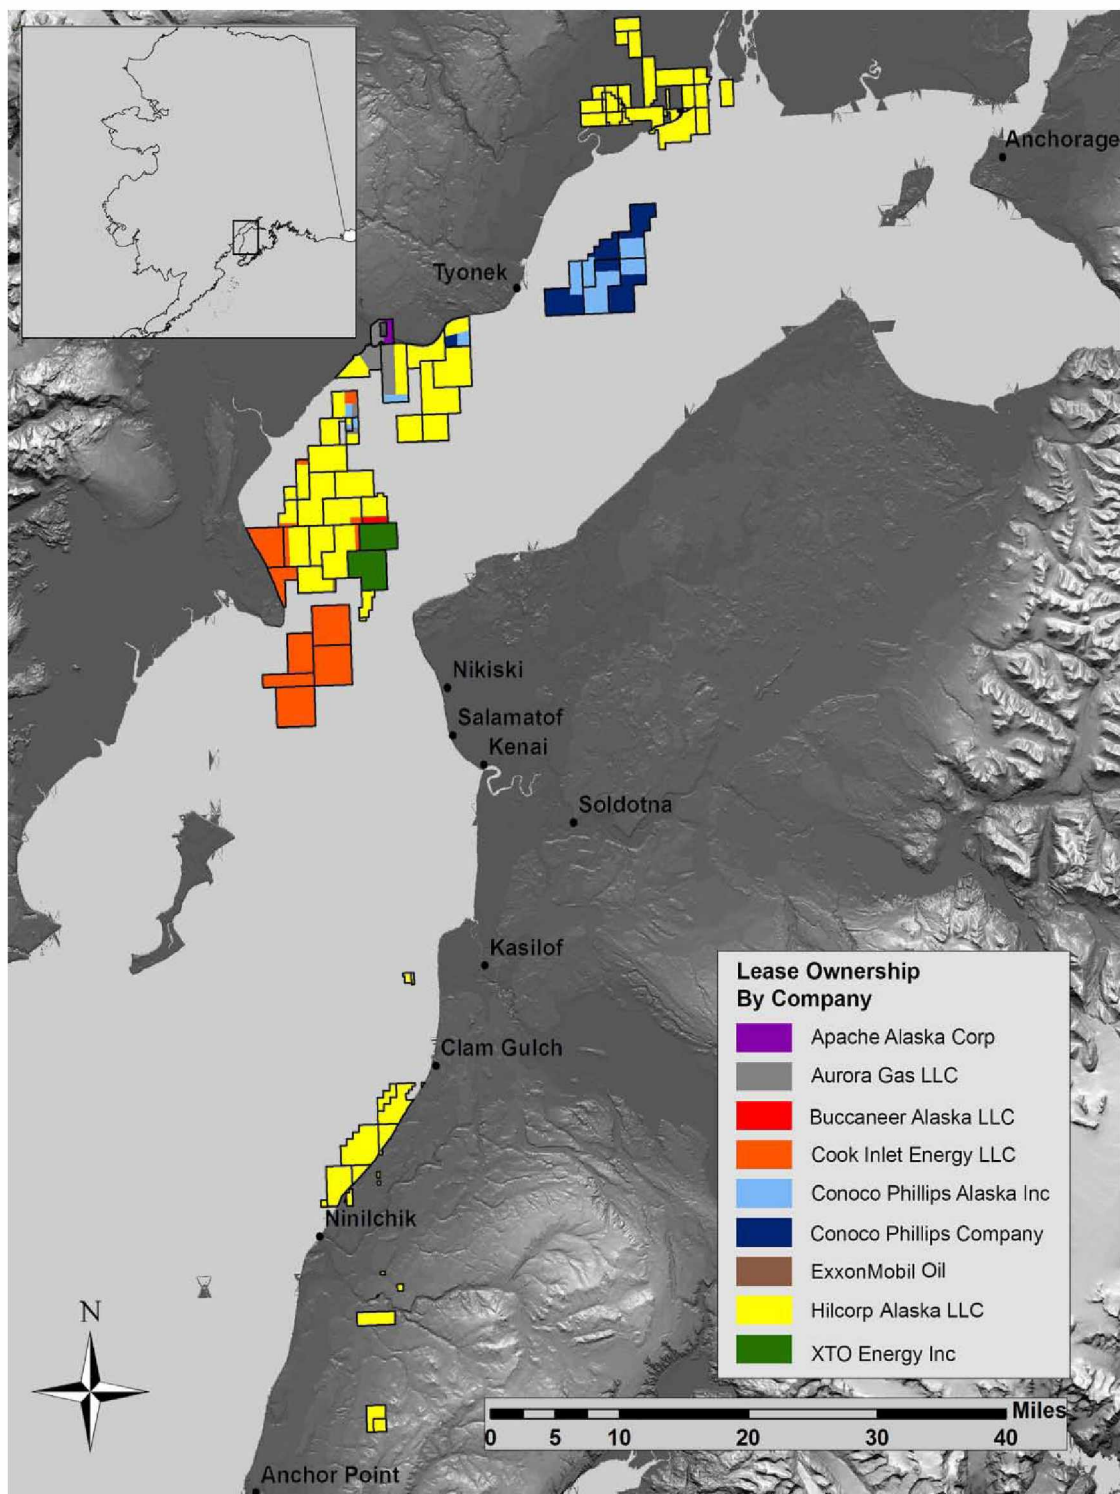 Anchorage
Tyonek
Nikiski
Salamatof
Kenai
Soldotna
Kasilof
Clam Gulch
Ninilchik
Anchor Point
N
Lease Ownership
By Company
Apache Alaska Corp
Aurora Gas LLC
Buccaneer Alaska LLC
Cook Inlet Energy LLC
Conoco Phillips Alaska Inc
Conoco Phillips Company
ExxonMobil Oil
Hilcorp Alaska LLC
XTO Energy Inc
Miles
0 5 10 20 30 40